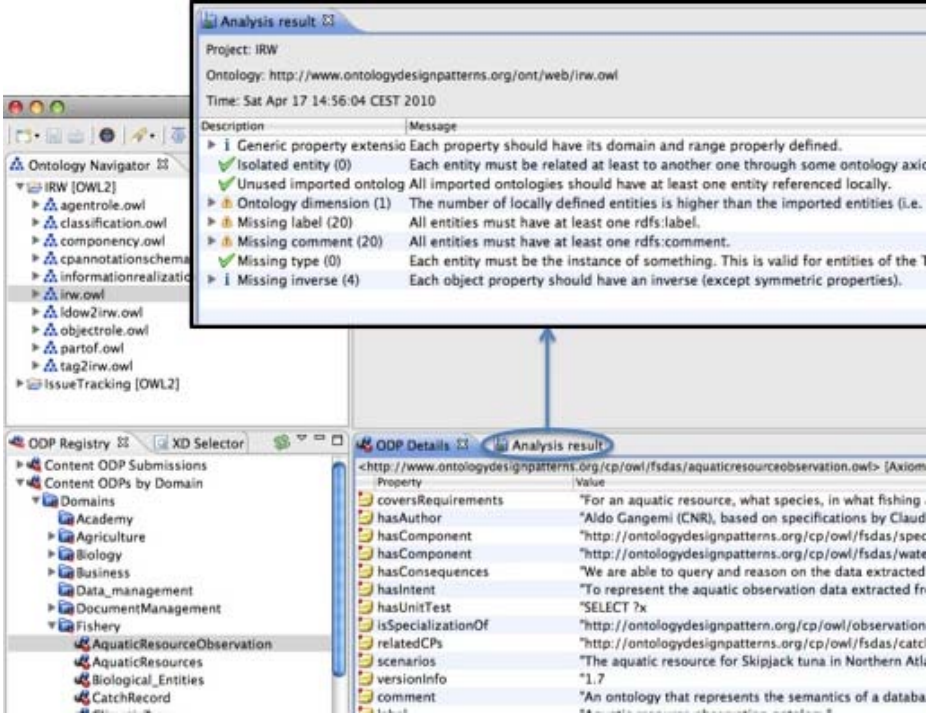 Analysis result
Project: IRW
Ontology: http://www.ontologydesignpatterns.org/ont/web/irw.owl
Time: Sat Apr 17 14:56:04 CEST 2010
Description Message
i Generic property extensio Each property should have its domain and range properly defined.
Isolated entity (0) Each entity must be related at least to another one through some ontology axio
Unused imported ontolog All imported ontologies should have at least one entity referenced locally.
Ontology dimension (1) The number of locally defined entities is higher than the imported entities (i.e.
Missing label (20) All entities must have at least one rdfs:label.
Missing comment (20) All entities must have at least one rdfs:comment.
Missing type (0) Each entity must be the instance of something. This is valid for entities of the T
i Missing inverse (4) Each object property should have an inverse (except symmetric properties).
Ontology Navigator
IRW [OWL2]
agentrole.owl
classification.owl
componency.owl
cpannotationschema
informationrealizatic
irw.owl
ldow2irw.owl
objectrole.owl
partof.owl
tag2irw.owl
IssueTracking [OWL2]
ODP Registry XD Selector
Content ODP Submissions
Content ODPs by Domain
Domains
Academy
Agriculture
Biology
Business
Data_management
DocumentManagement
Fishery
AquaticResourceObservation
AquaticResources
Biological_Entities
CatchRecord
ODP Details Analysis result
<http://www.ontologydesignpatterns.org/cp/owl/fsdas/aquaticresourceobservation.owl> [Axiom
Property Value
coversRequirements "For an aquatic resource, what species, in what fishing
hasAuthor "Aldo Gangemi (CNR), based on specifications by Claud
hasComponent "http://ontologydesignpatterns.org/cp/owl/fsdas/spec
hasComponent "http://ontologydesignpatterns.org/cp/owl/fsdas/wate
hasConsequences "We are able to query and reason on the data extracted
hasIntent "To represent the aquatic observation data extracted fr
hasUnitTest "SELECT ?x
isSpecializationOf "http://ontologydesignpattern.org/cp/owl/observation
relatedCPs "http://ontologydesignpatterns.org/cp/owl/fsdas/catch
scenarios "The aquatic resource for Skipjack tuna in Northern Atla
versionInfo "1.7
comment "An ontology that represents the semantics of a databa